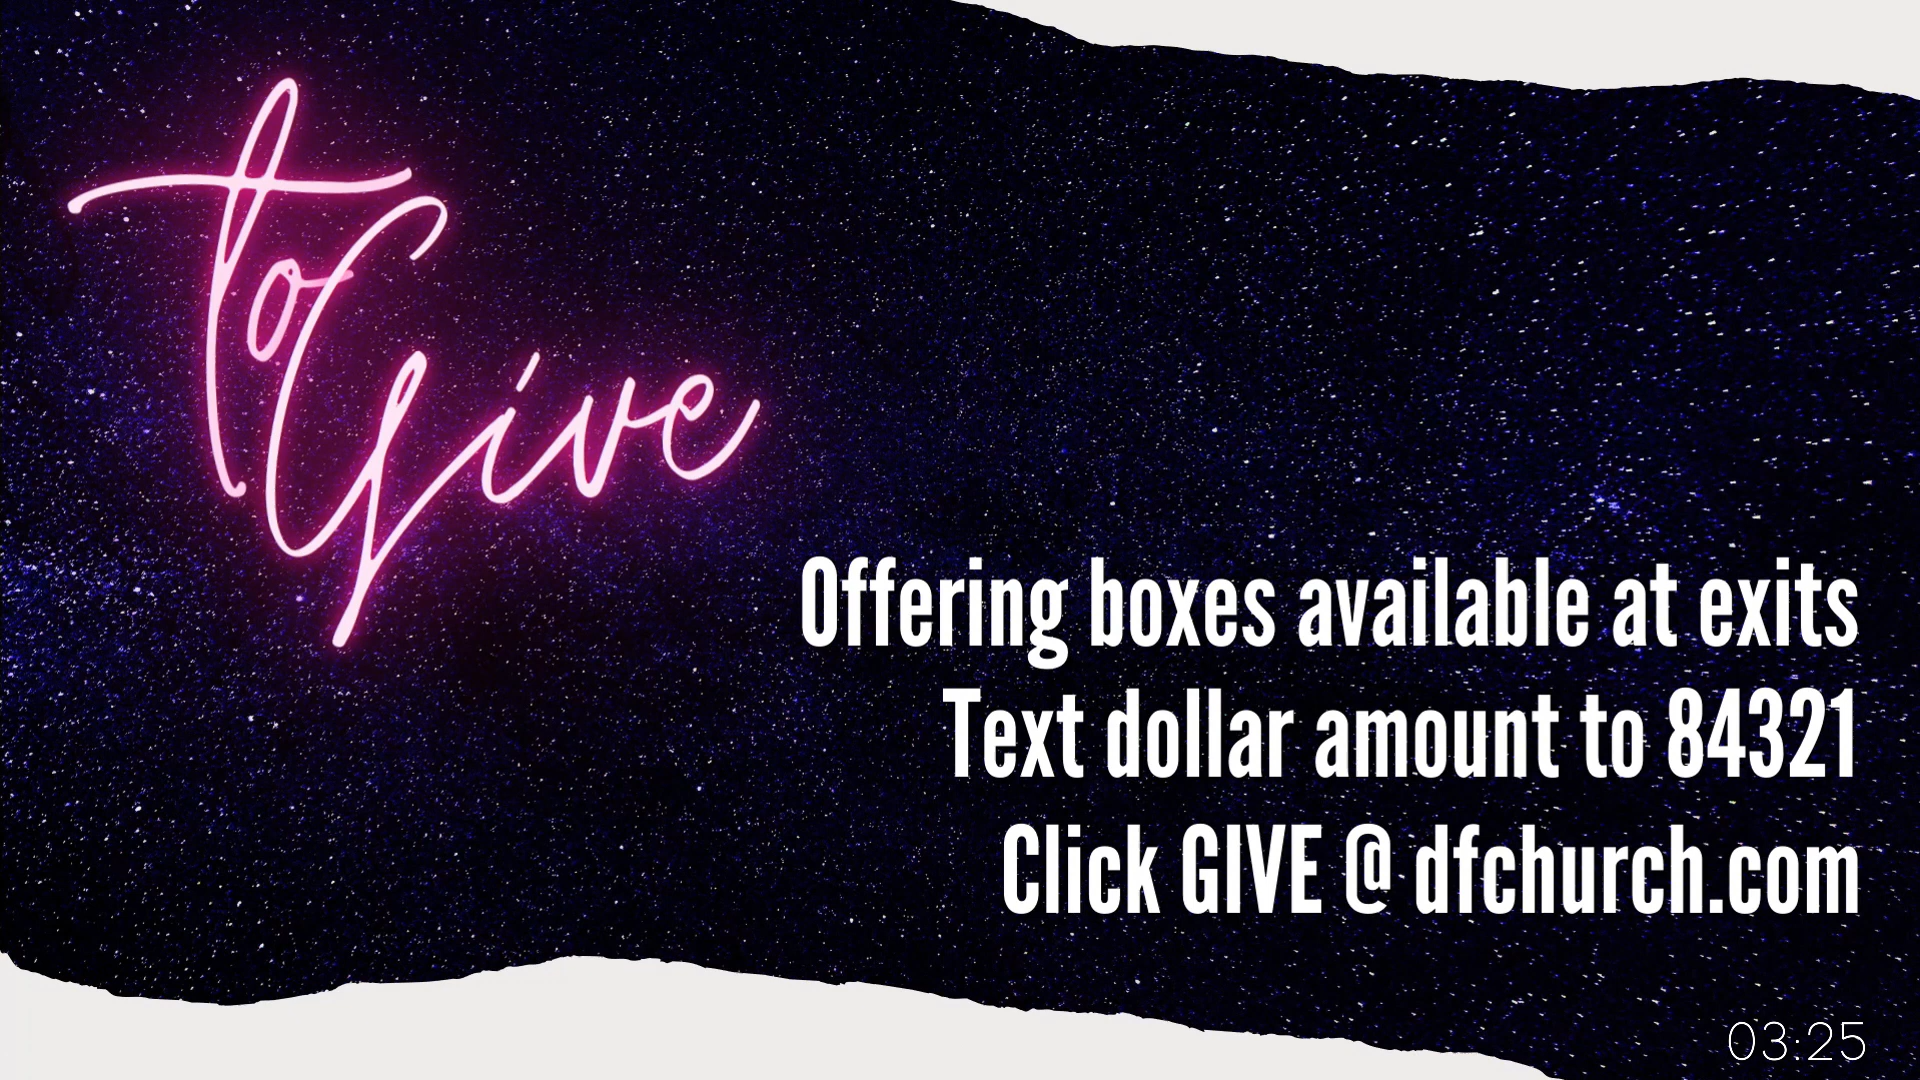 to
Give
Offering boxes available at exits
Text dollar amount to 84321
Click GIVE @ dfchurch.com
03:25